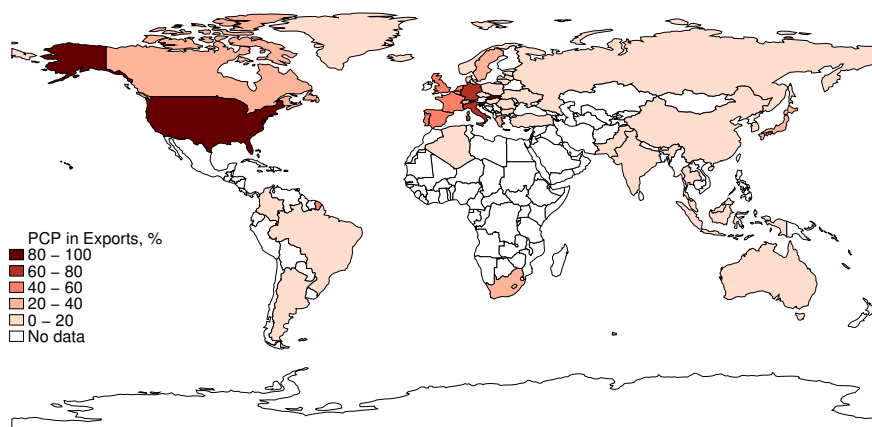 PCP in Exports, %
80 – 100
60 – 80
40 – 60
20 – 40
0 – 20
No data